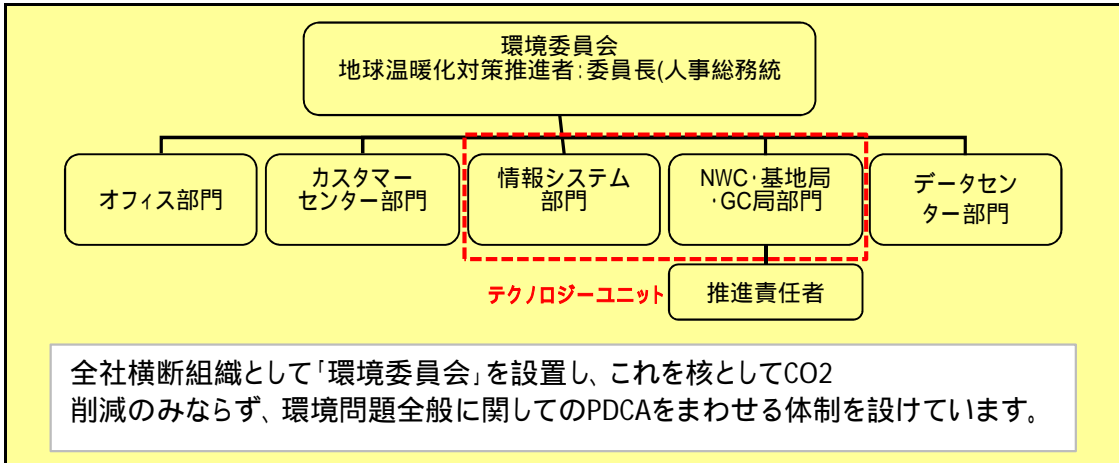 環境委員会
地球温暖化対策推進者:委員長(人事総務統
オフィス部門
カスタマー
センター部門
情報システム
部門
NWC・基地局
・GC局部門
データセン
ター部門
テクノロジーユニット
推進責任者
全社横断組織として「環境委員会」を設置し、これを核としてCO2
削減のみならず、環境問題全般に関してのPDCAをまわせる体制を設けています。